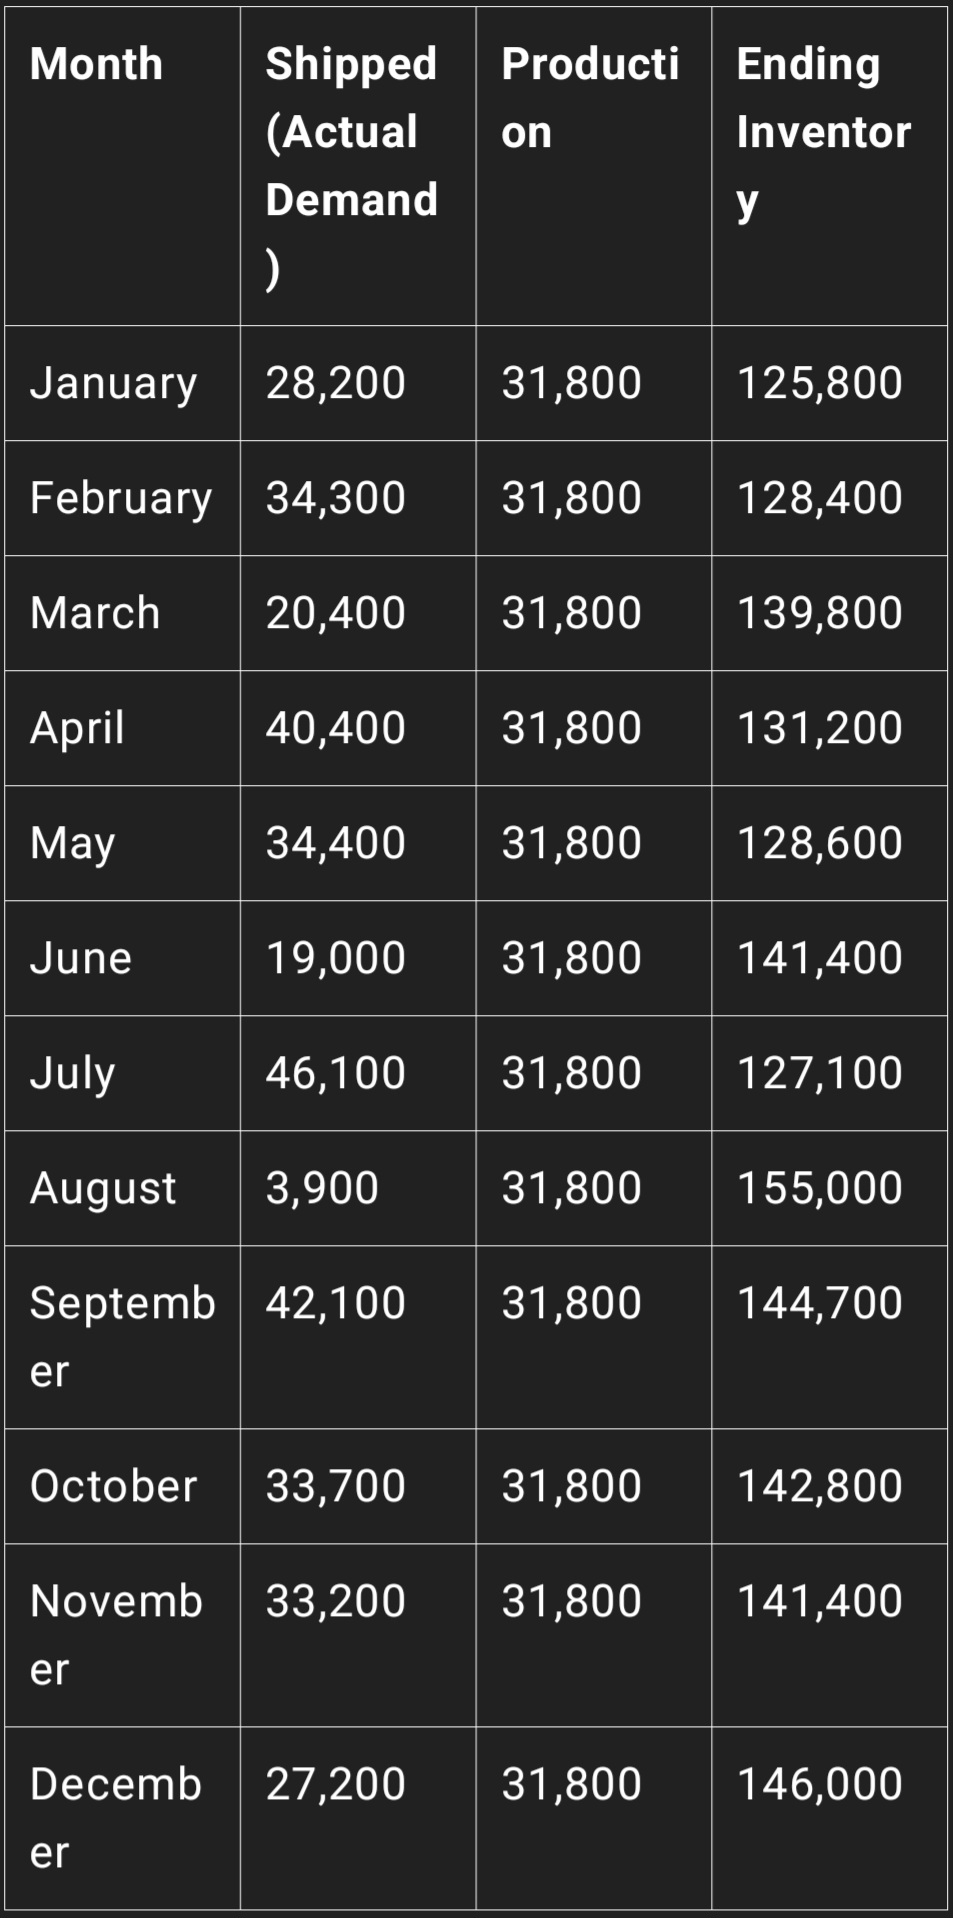 Month Shipped (Actual Demand) Production Ending Inventory
January 28,200 31,800 125,800
February 34,300 31,800 128,400
March 20,400 31,800 139,800
April 40,400 31,800 131,200
May 34,400 31,800 128,600
June 19,000 31,800 141,400
July 46,100 31,800 127,100
August 3,900 31,800 155,000
September 42,100 31,800 144,700
October 33,700 31,800 142,800
November 33,200 31,800 141,400
December 27,200 31,800 146,000